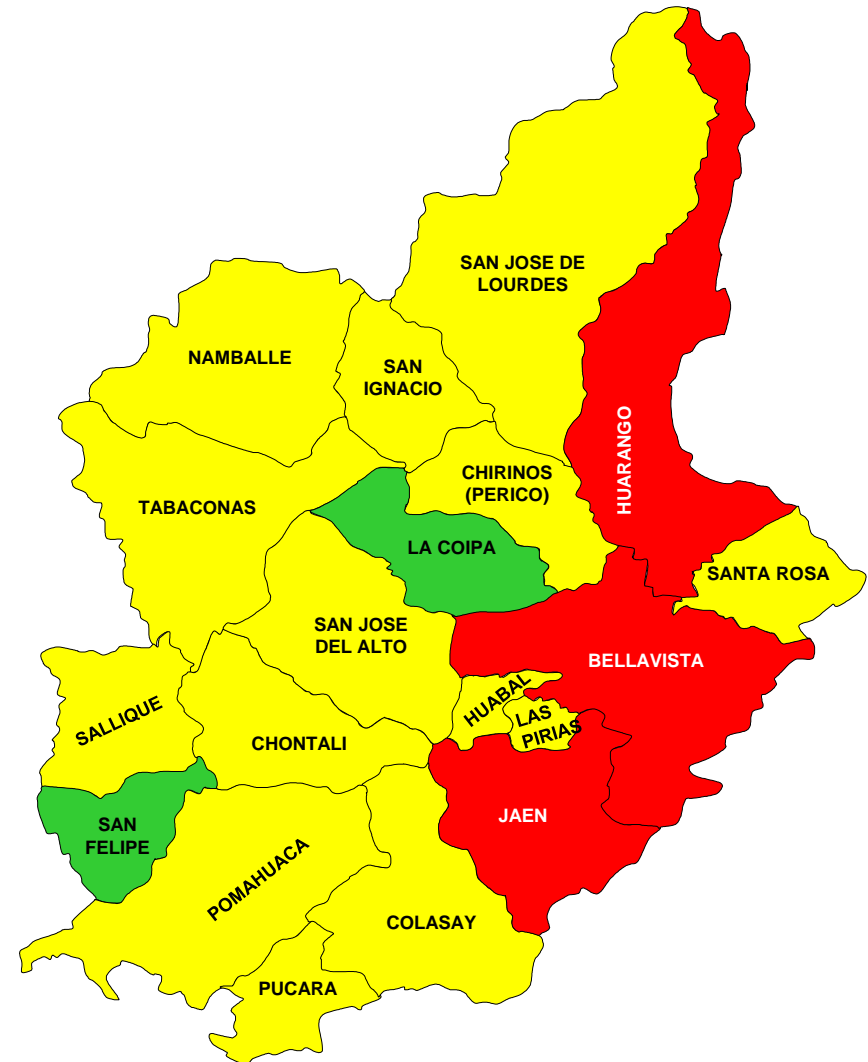 SAN JOSE DE
LOURDES
NAMBALLE
SAN
IGNACIO
HUARANGO
CHIRINOS
(PERICO)
TABACONAS
LA COIPA
SANTA ROSA
SAN JOSE
DEL ALTO
BELLAVISTA
HUABAL
SALLIQUE
LAS
PIRIAS
CHONTALI
JAEN
SAN
FELIPE
POMAHUACA
COLASAY
PUCARA